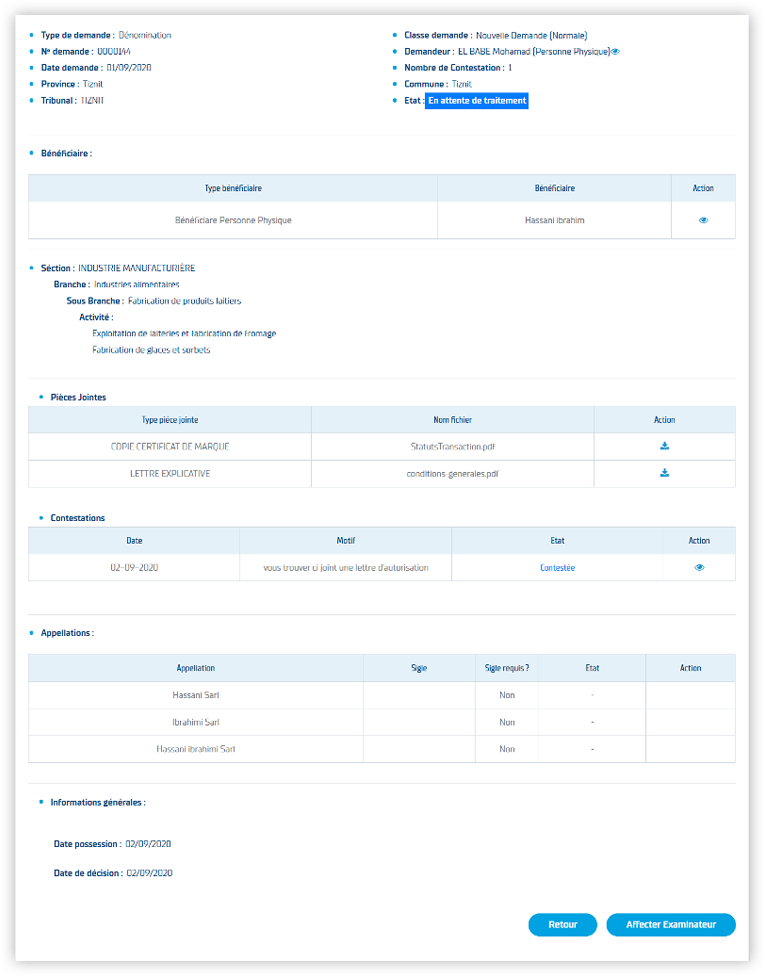 Type de demande : Dénomination
Classe demande : Nouvelle Demande (Normale)
N° demande : 0000144
Demandeur : EL BABE Mohamad (Personne Physique)
Date demande : 01/09/2020
Nombre de Contestation : 1
Province : Tiznit
Commune : Tiznit
Tribunal : TIZNIT
Etat : En attente de traitement
Bénéficiaire :
Type bénéficiaire Bénéficiaire Action
Bénéficiare Personne Physique Hassani ibrahim
Séction : INDUSTRIE MANUFACTURIÈRE
Branche : Industries alimentaires
Sous Branche : Fabrication de produits laitiers
Activité :
Exploitation de laiteries et fabrication de fromage
Fabrication de glaces et sorbets
Pièces Jointes
Type pièce jointe Nom fichier Action
COPIE CERTIFICAT DE MARQUE StatutsTransaction.pdf
LETTRE EXPLICATIVE conditions-generales.pdf
Contestations
Date Motif Etat Action
02-09-2020 vous trouver ci joint une lettre d'autorisation Contestée
Appellations :
Appellation Sigle Sigle requis ? Etat Action
Hassani Sarl Non -
Ibrahimi Sarl Non -
Hassani ibrahimi Sarl Non -
Informations générales :
Date possession : 02/09/2020
Date de décision : 02/09/2020
Retour Affecter Examinateur